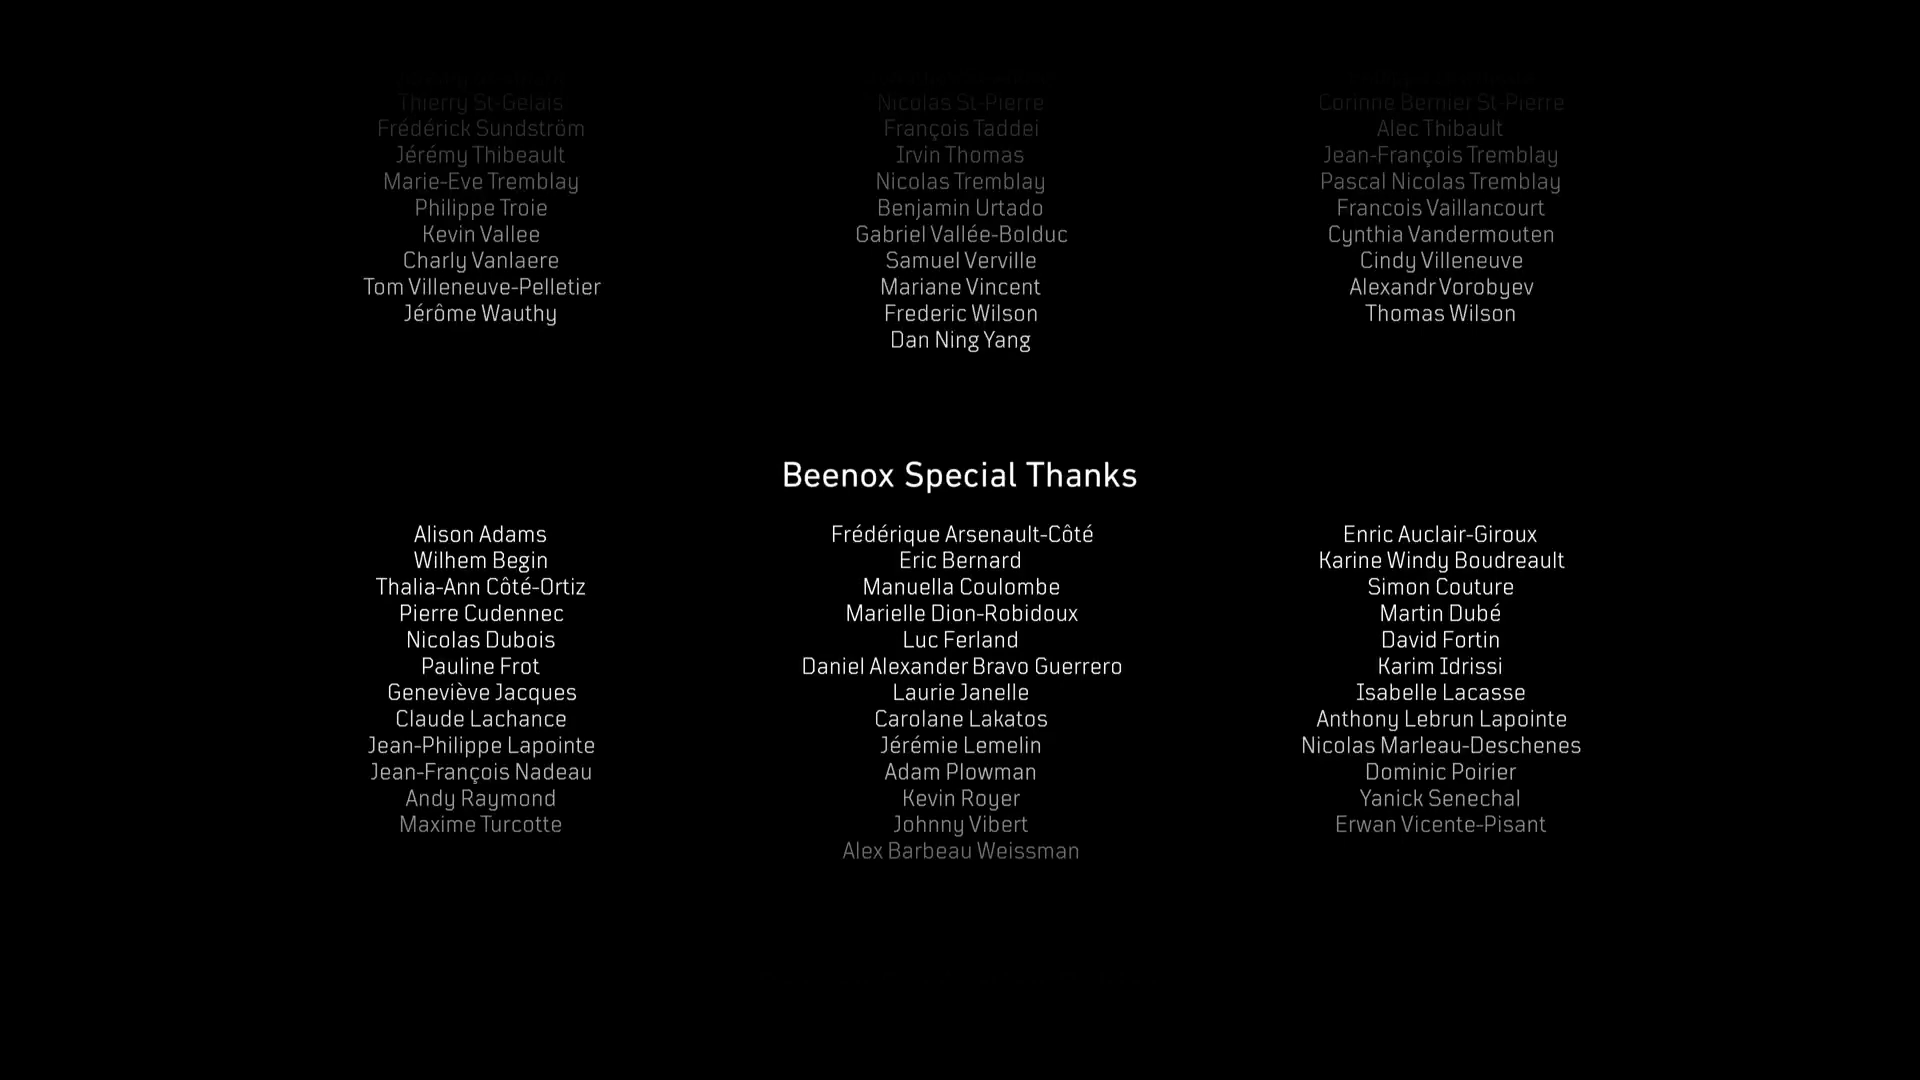 Thierry St-Gelais Nicolas St-Pierre Corinne Bernier St-Pierre
Frédérick Sundström François Taddei Alec Thibault
Jérémy Thibeault Irvin Thomas Jean-François Tremblay
Marie-Eve Tremblay Nicolas Tremblay Pascal Nicolas Tremblay
Philippe Troie Benjamin Urtado Francois Vaillancourt
Kevin Vallee Gabriel Vallée-Bolduc Cynthia Vandermouten
Charly Vanlaere Samuel Verville Cindy Villeneuve
Tom Villeneuve-Pelletier Mariane Vincent Alexandr Vorobyev
Jérôme Wauthy Frederic Wilson Thomas Wilson
Dan Ning Yang
Beenox Special Thanks
Alison Adams Frédérique Arsenault-Côté Enric Auclair-Giroux
Wilhem Begin Eric Bernard Karine Windy Boudreault
Thalia-Ann Côté-Ortiz Manuella Coulombe Simon Couture
Pierre Cudennec Marielle Dion-Robidoux Martin Dubé
Nicolas Dubois Luc Ferland David Fortin
Pauline Frot Daniel Alexander Bravo Guerrero Karim Idrissi
Geneviève Jacques Laurie Janelle Isabelle Lacasse
Claude Lachance Carolane Lakatos Anthony Lebrun Lapointe
Jean-Philippe Lapointe Jérémie Lemelin Nicolas Marleau-Deschenes
Jean-François Nadeau Adam Plowman Dominic Poirier
Andy Raymond Kevin Royer Yanick Senechal
Maxime Turcotte Johnny Vibert Erwan Vicente-Pisant
Alex Barbeau Weissman